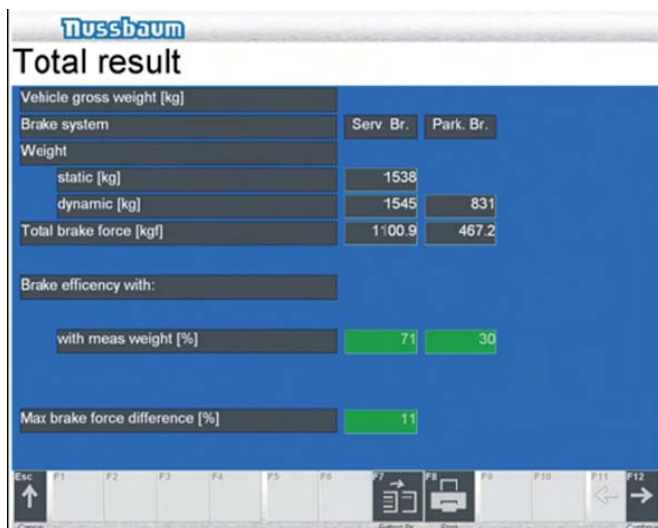 nussbaum
Total result
Vehicle gross weight [kg]
Brake system Serv Br. Park. Br.
Weight
static [kg] 1538
dynamic [kg] 1545 831
Total brake force [kgf] 1100.9 467.2
Brake efficency with:
with meas weight [%] 71 30
Max brake force difference [%] 11
Esc F1 F2 F3 F4 F5 F6 F7 F8 F9 F10 F11 F12